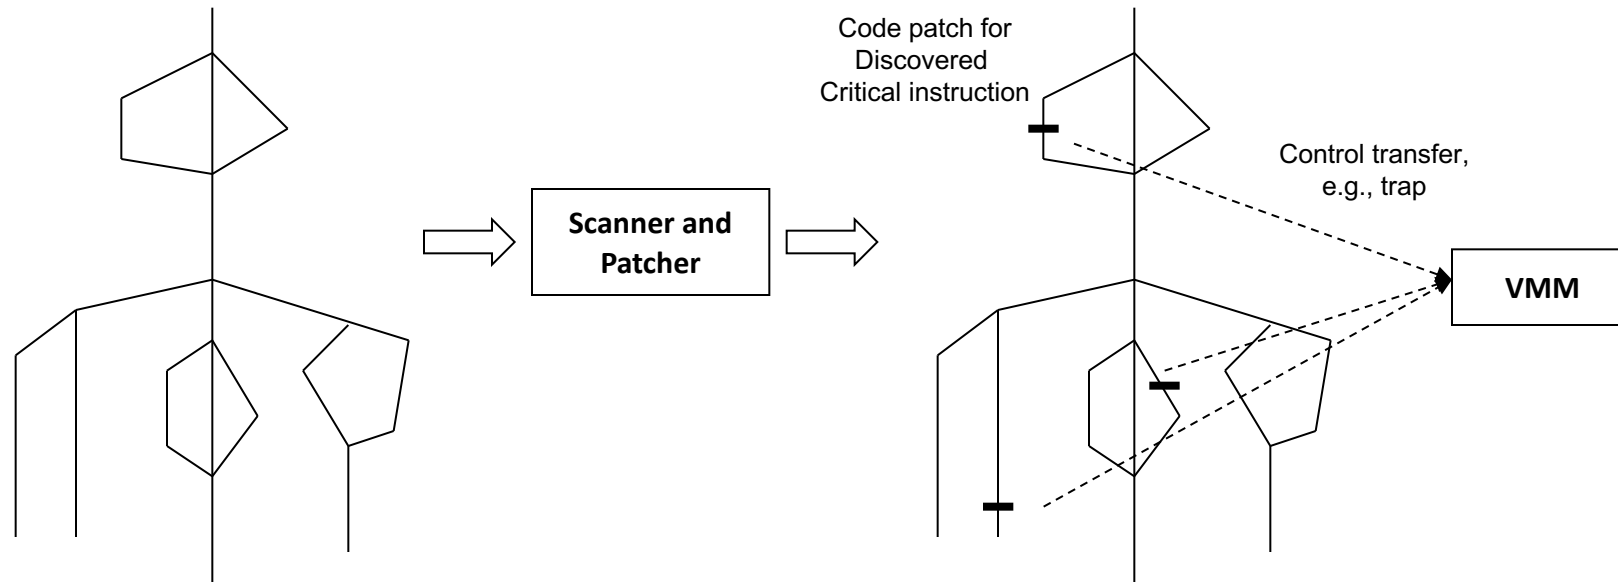 Code patch for
Discovered
Critical instruction
Control transfer,
e.g., trap
Scanner and
Patcher
VMM